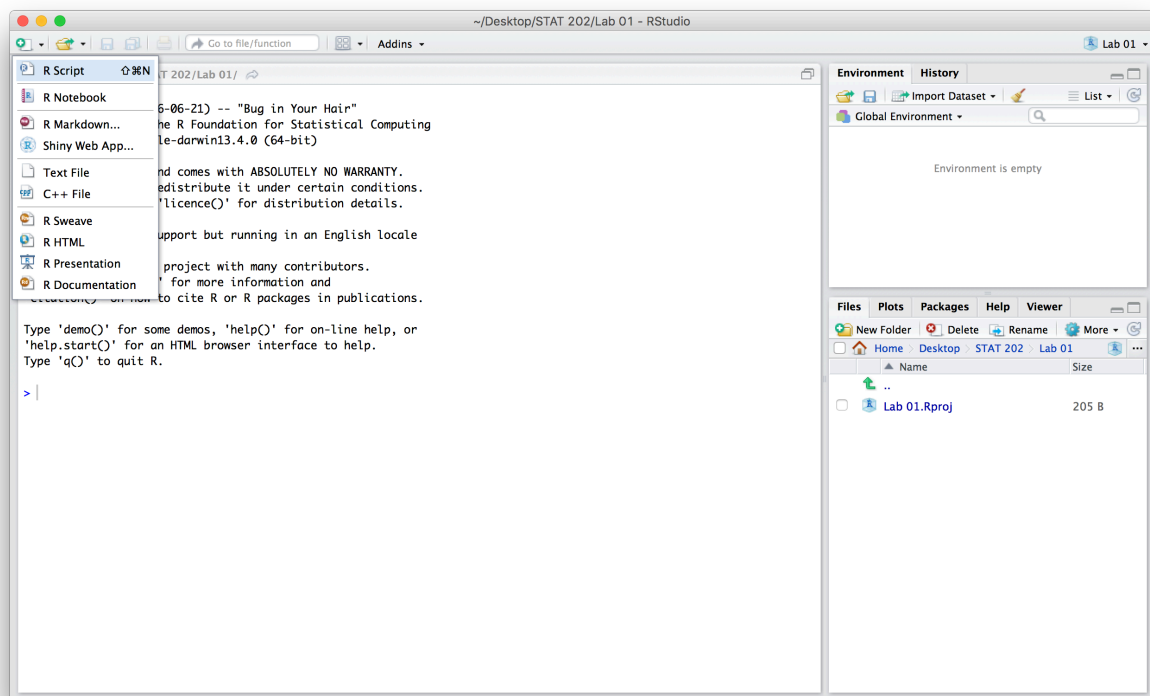 ~/Desktop/STAT 202/Lab 01 - RStudio
Go to file/function
Addins
Lab 01
R Script ⇧⌘N
R Notebook
R Markdown...
Shiny Web App...
Text File
C++ File
R Sweave
R HTML
R Presentation
R Documentation
T 202/Lab 01/
6-06-21) -- "Bug in Your Hair"
he R Foundation for Statistical Computing
le-darwin13.4.0 (64-bit)
nd comes with ABSOLUTELY NO WARRANTY.
edistribute it under certain conditions.
'licence()' for distribution details.
upport but running in an English locale
project with many contributors.
' for more information and
'citation()' on how to cite R or R packages in publications.
Type 'demo()' for some demos, 'help()' for on-line help, or
'help.start()' for an HTML browser interface to help.
Type 'q()' to quit R.
>
Environment History
Import Dataset List
Global Environment
Environment is empty
Files Plots Packages Help Viewer
New Folder Delete Rename More
Home Desktop STAT 202 Lab 01 ...
Name Size
..
Lab 01.Rproj 205 B